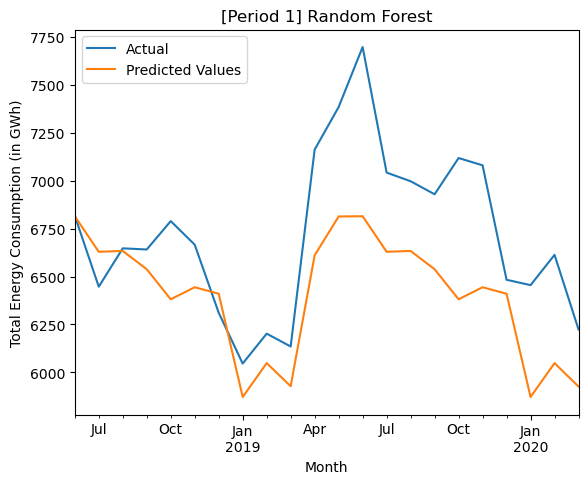 [Period 1] Random Forest
Actual
Predicted Values
Total Energy Consumption (in GWh)
7750
7500
7250
7000
6750
6500
6250
6000
Jul
Oct
Jan
2019
Apr
Jul
Oct
Jan
2020
Month